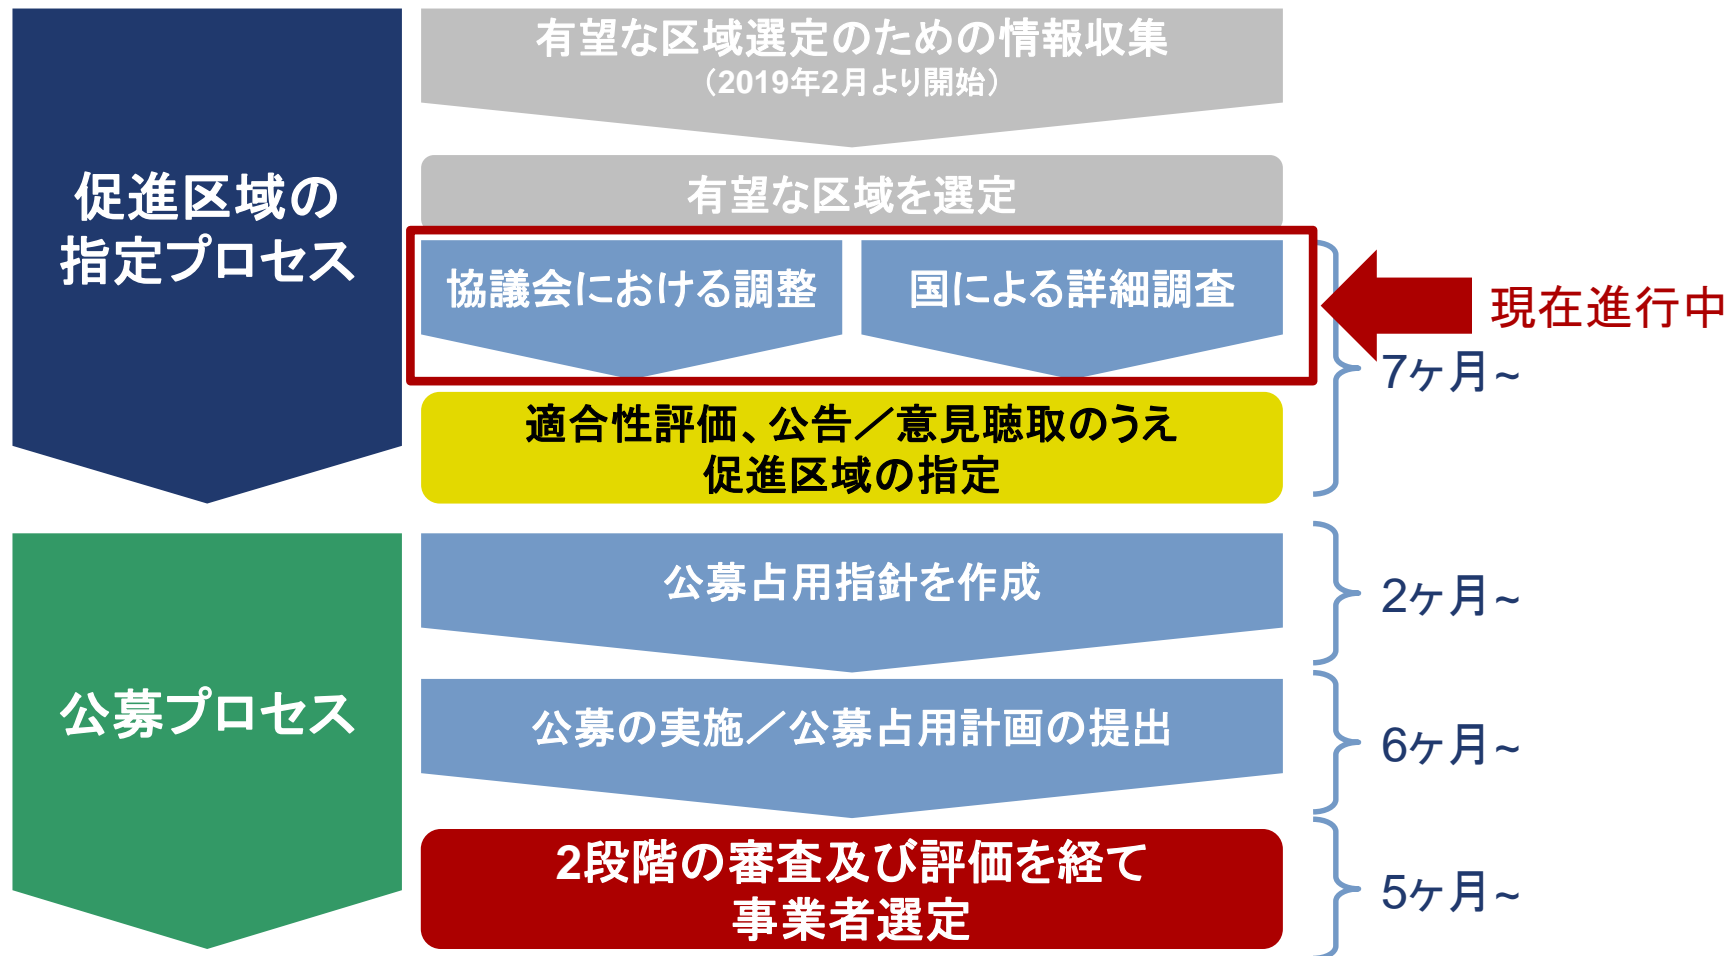 促進区域の
指定プロセス
有望な区域選定のための情報収集
（2019年2月より開始）
有望な区域を選定
協議会における調整
国による詳細調査
現在進行中
7ヶ月~
適合性評価、公告／意見聴取のうえ
促進区域の指定
公募プロセス
公募占用指針を作成
2ヶ月~
公募の実施／公募占用計画の提出
6ヶ月~
2段階の審査及び評価を経て
事業者選定
5ヶ月~